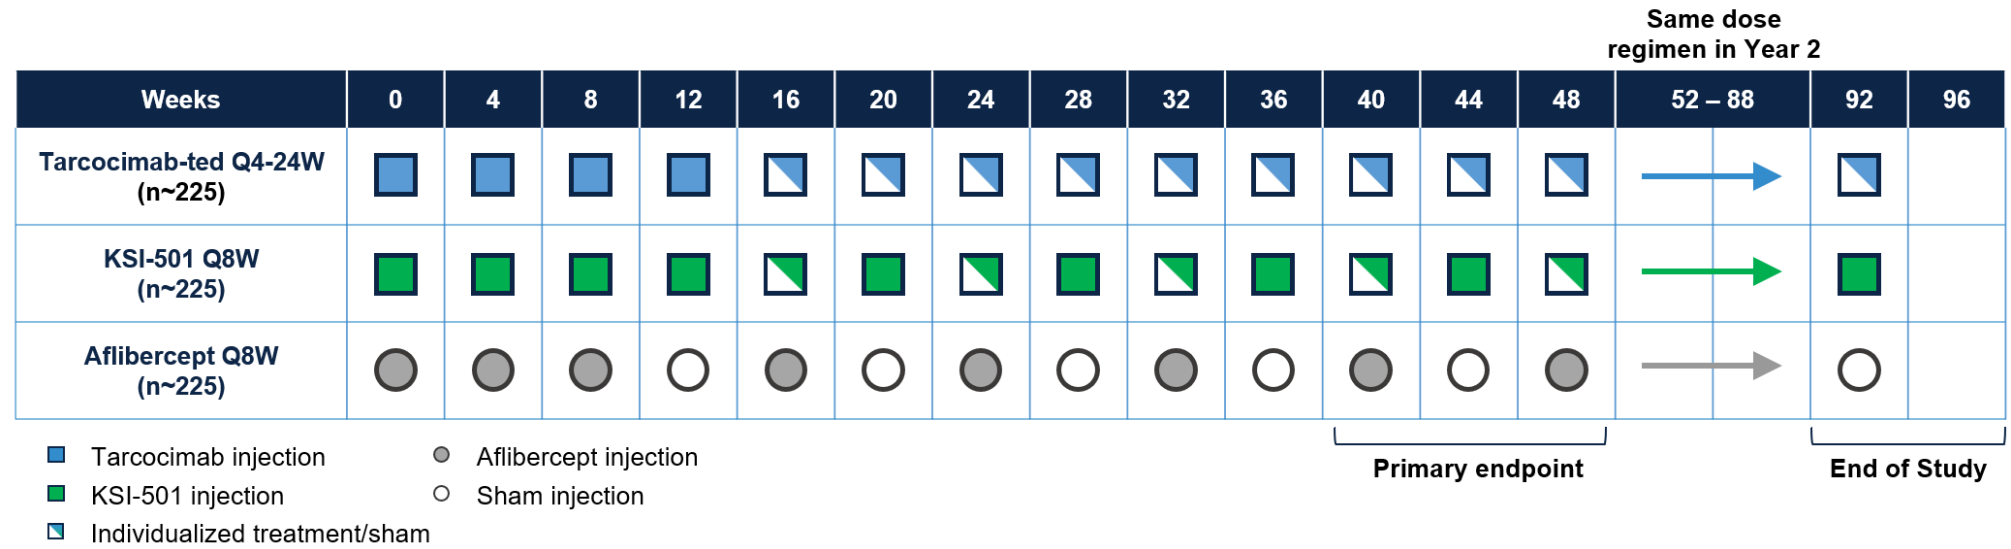 Same dose
regimen in Year 2
Weeks 0 4 8 12 16 20 24 28 32 36 40 44 48 52 – 88 92 96
Tarcocimab-ted Q4-24W
(n~225)
KSI-501 Q8W
(n~225)
Aflibercept Q8W
(n~225)
Tarcocimab injection
Aflibercept injection
KSI-501 injection
Sham injection
Individualized treatment/sham
Primary endpoint
End of Study